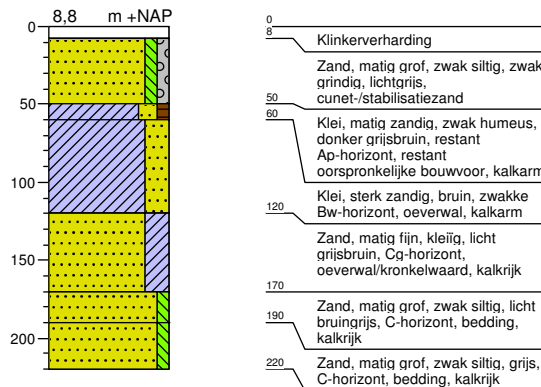 8,8 m +NAP
0
50
100
150
200
0
8
Klinkerverharding
Zand, matig grof, zwak siltig, zwak
grindig, lichtgrijs,
cunet-/stabilisatiezand
50
60
Klei, matig zandig, zwak humeus,
donker grijsbruin, restant
Ap-horizont, restant
oorspronkelijke bouwvoor, kalkarm
Klei, sterk zandig, bruin, zwakke
Bw-horizont, oeverwal, kalkarm
120
Zand, matig fijn, kleiïg, licht
grijsbruin, Cg-horizont,
oeverwal/kronkelwaard, kalkrijk
170
Zand, matig grof, zwak siltig, licht
bruingrijs, C-horizont, bedding,
kalkrijk
190
Zand, matig grof, zwak siltig, grijs,
C-horizont, bedding, kalkrijk
220